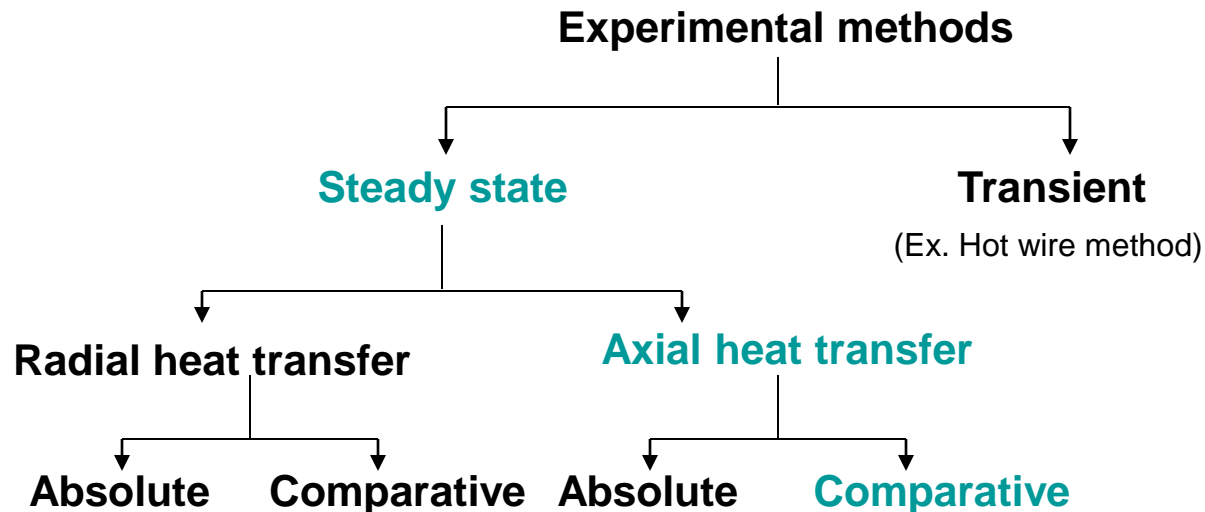 Experimental methods
Steady state
Transient
(Ex. Hot wire method)
Radial heat transfer
Axial heat transfer
Absolute
Comparative
Absolute
Comparative